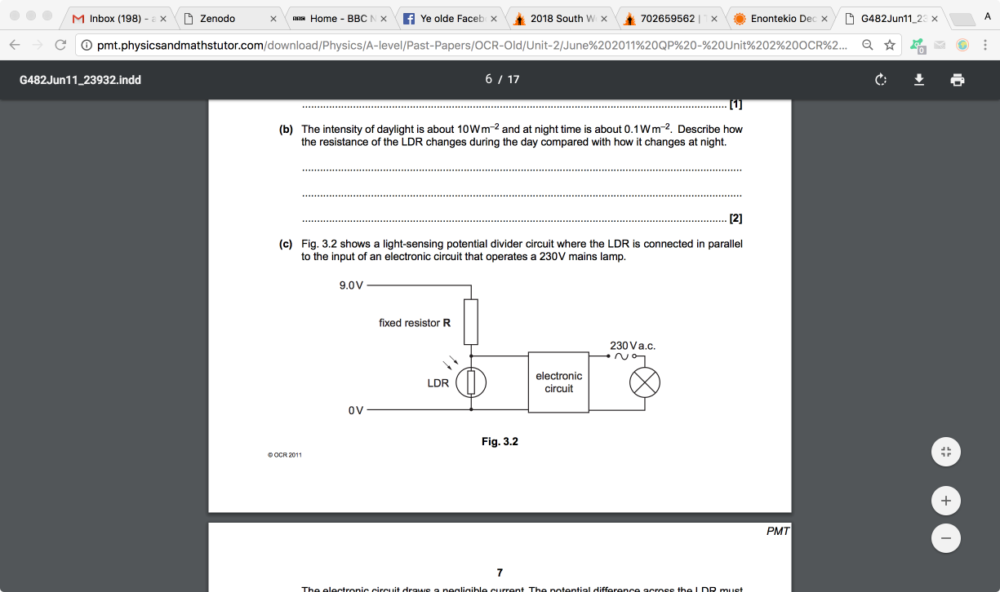 Inbox (198) - a
Zenodo
BBC Home - BBC N
Ye olde Faceb
2018 South W
702659562 |
Enontekio Dec
G482Jun11_23
A
pmt.physicsandmathstutor.com/download/Physics/A-level/Past-Papers/OCR-Old/Unit-2/June%202011%20QP%20-%20Unit%202%20OCR%2...
0
G482Jun11_23932.indd
6 / 17
[1]
(b) The intensity of daylight is about 10 W m⁻² and at night time is about 0.1 W m⁻². Describe how
the resistance of the LDR changes during the day compared with how it changes at night.
[2]
(c) Fig. 3.2 shows a light-sensing potential divider circuit where the LDR is connected in parallel
to the input of an electronic circuit that operates a 230V mains lamp.
9.0V
fixed resistor R
230 V a.c.
electronic
circuit
LDR
0V
Fig. 3.2
© OCR 2011
PMT
7
The electronic circuit draws a negligible current. The potential difference across the LDR must